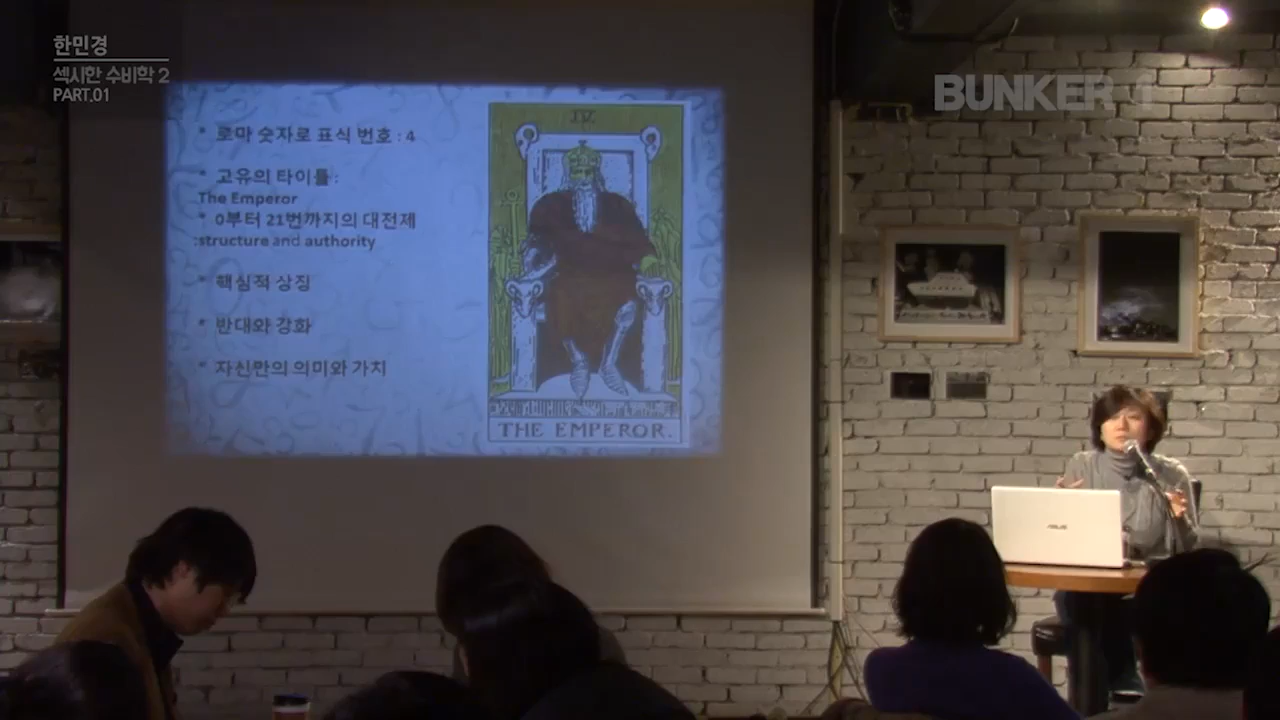 한민경
섹시한 수비학 2
PART.01
BUNKER 1
* 로마 숫자로 표식 번호 : 4
* 고유의 타이틀 :
The Emperor
* 0부터 21번까지의 대전제
:structure and authority
* 핵심적 상징
* 반대와 강화
* 자신만의 의미와 가치
IV
THE EMPEROR.
ASUS